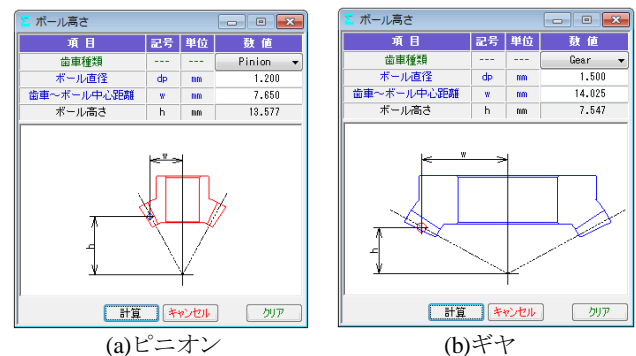 ボール高さ
項 目 記号 単位 数 値
歯車種類 --- --- Pinion
ボール直径 dp mm 1.200
歯車～ボール中心距離 w mm 7.650
ボール高さ h mm 13.577
w
h
計算 キャンセル クリア
(a)ピニオン
ボール高さ
項 目 記号 単位 数 値
歯車種類 --- --- Gear
ボール直径 dp mm 1.500
歯車～ボール中心距離 w mm 14.025
ボール高さ h mm 7.547
w
h
計算 キャンセル クリア
(b)ギヤ